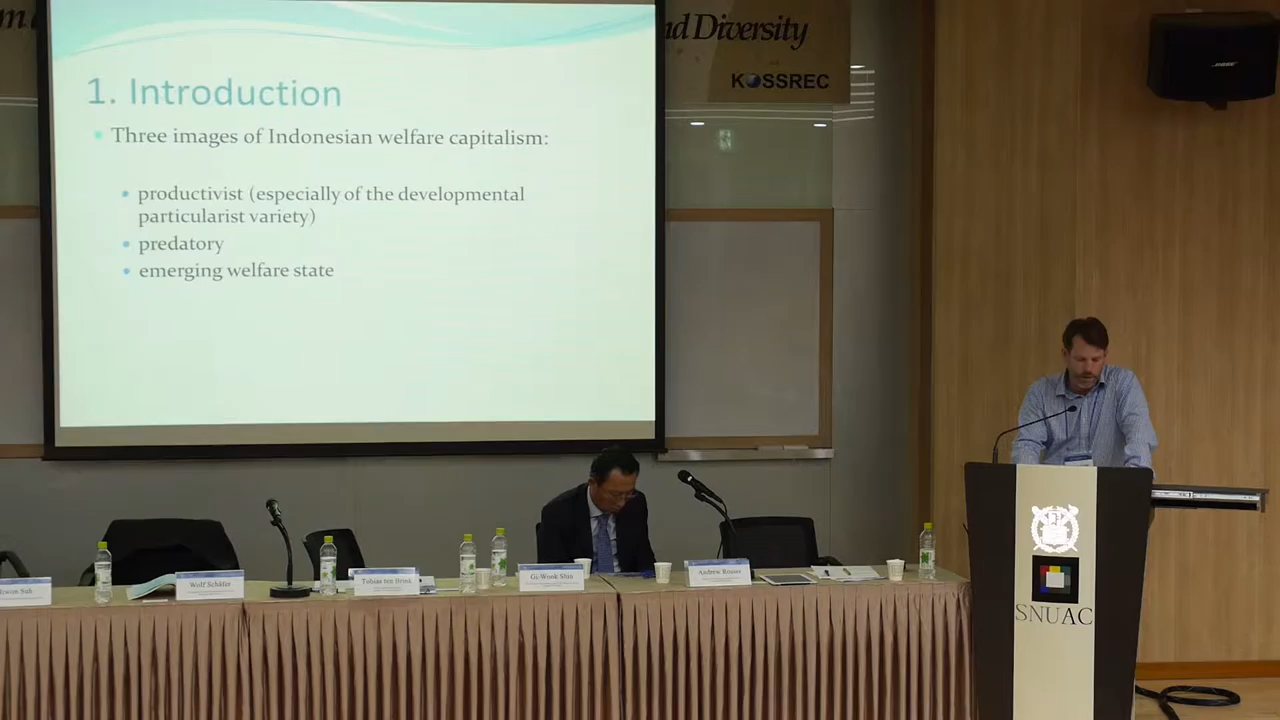 nd Diversity
KOSSREC
BOSE
1. Introduction
Three images of Indonesian welfare capitalism:
productivist (especially of the developmental
particularist variety)
predatory
emerging welfare state
Wolf Schäfer
Tobias ten Brink
Gi-Wook Shin
Andrew Rosser
SNUAC